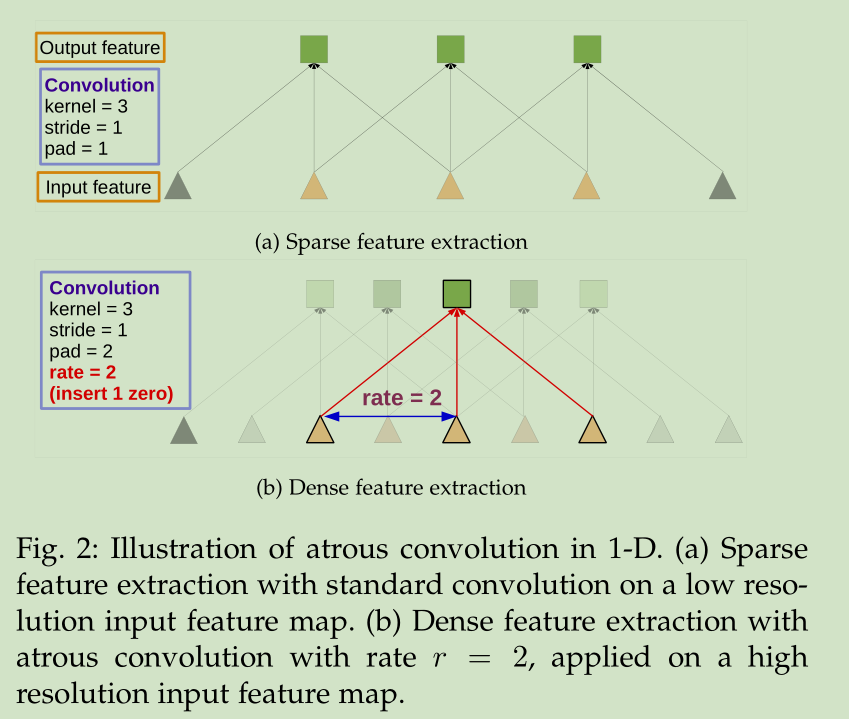 Output feature
Convolution
kernel = 3
stride = 1
pad = 1
Input feature
(a) Sparse feature extraction
Convolution
kernel = 3
stride = 1
pad = 2
rate = 2
(insert 1 zero)
rate = 2
(b) Dense feature extraction
Fig. 2: Illustration of atrous convolution in 1-D. (a) Sparse
feature extraction with standard convolution on a low reso-
lution input feature map. (b) Dense feature extraction with
atrous convolution with rate r = 2, applied on a high
resolution input feature map.